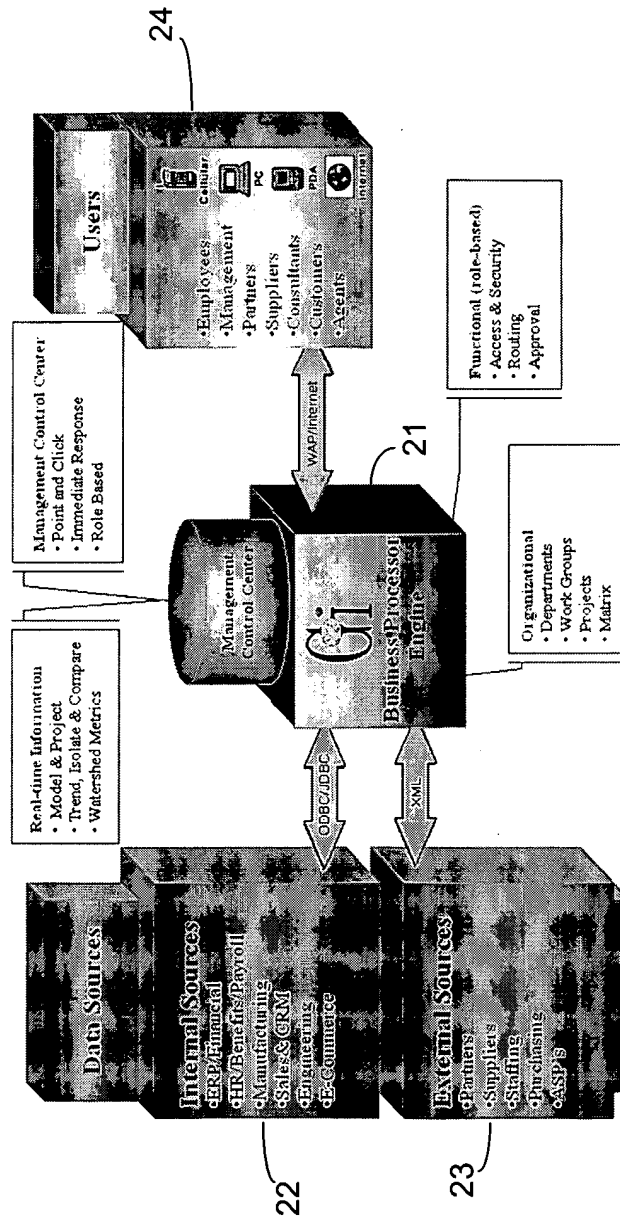 Data Sources
Internal Sources
•ERP/Financial
•HR/Benefits/Payroll
•Manufacturing
•Sales & CRM
•Engineering
•E-Commerce
22
External Sources
•Partners
•Suppliers
•Staffing
•Purchasing
•ASP's
23
ODBC/JDBC
XML
Real-time Information
• Model & Project
• Trend, Isolate & Compare
• Watershed Metrics
Management Control Center
• Point and Click
• Immediate Response
• Role Based
Management
Control Center
Gi
Business Processor
Engine
21
Organizational
• Departments
• Work Groups
• Projects
• Matrix
Functional (role-based)
• Access & Security
• Routing
• Approval
WAP/Internet
Users
•Employees
•Management
•Partners
•Suppliers
•Consultants
•Customers
•Agents
Cellular
PC
PDA
Internet
24